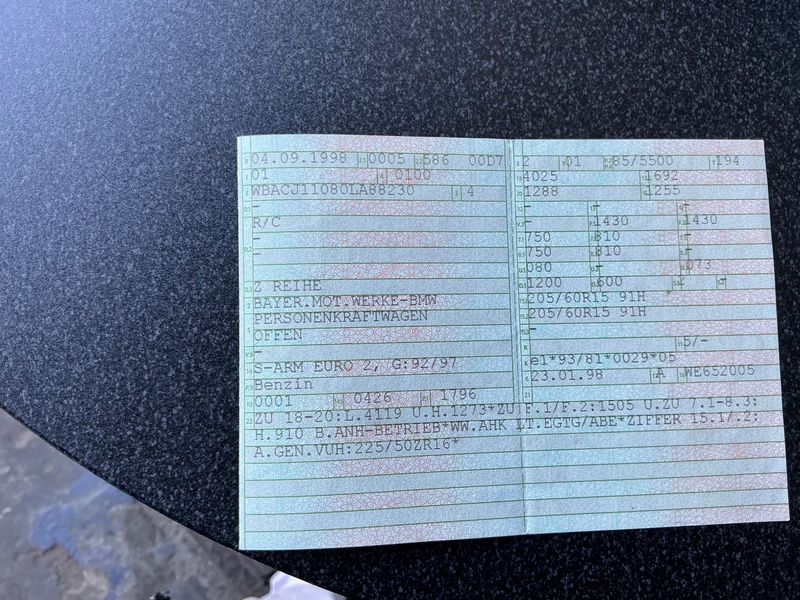 04.09.1998 0005 586 00D7
01 0100
WBACJ11080LA88230 4
-
R/C
-
-
Z REIHE
BAYER.MOT.WERKE-BMW
PERSONENKRAFTWAGEN
OFFEN
-
S-ARM EURO 2, G:92/97
Benzin
0001 0426 1796
2 01 85/5500 194
4025 1692
1288 1255
- - -
- 1430 1430
750 810 -
750 810 -
080 - 073
1200 600 2 -
205/60R15 91H
205/60R15 91H
-
- 5/-
e1*93/81*0029*05
23.01.98 A WE652005
ZU 18-20:L.4119 U.H.1273*ZU F.1/F.2:1505 U.ZU 7.1-8.3:
H.910 B.ANH-BETRIEB*WW.AHK LT.EGTG/ABE*ZIFFER 15.1/.2:
A.GEN.VUH:225/50ZR16*